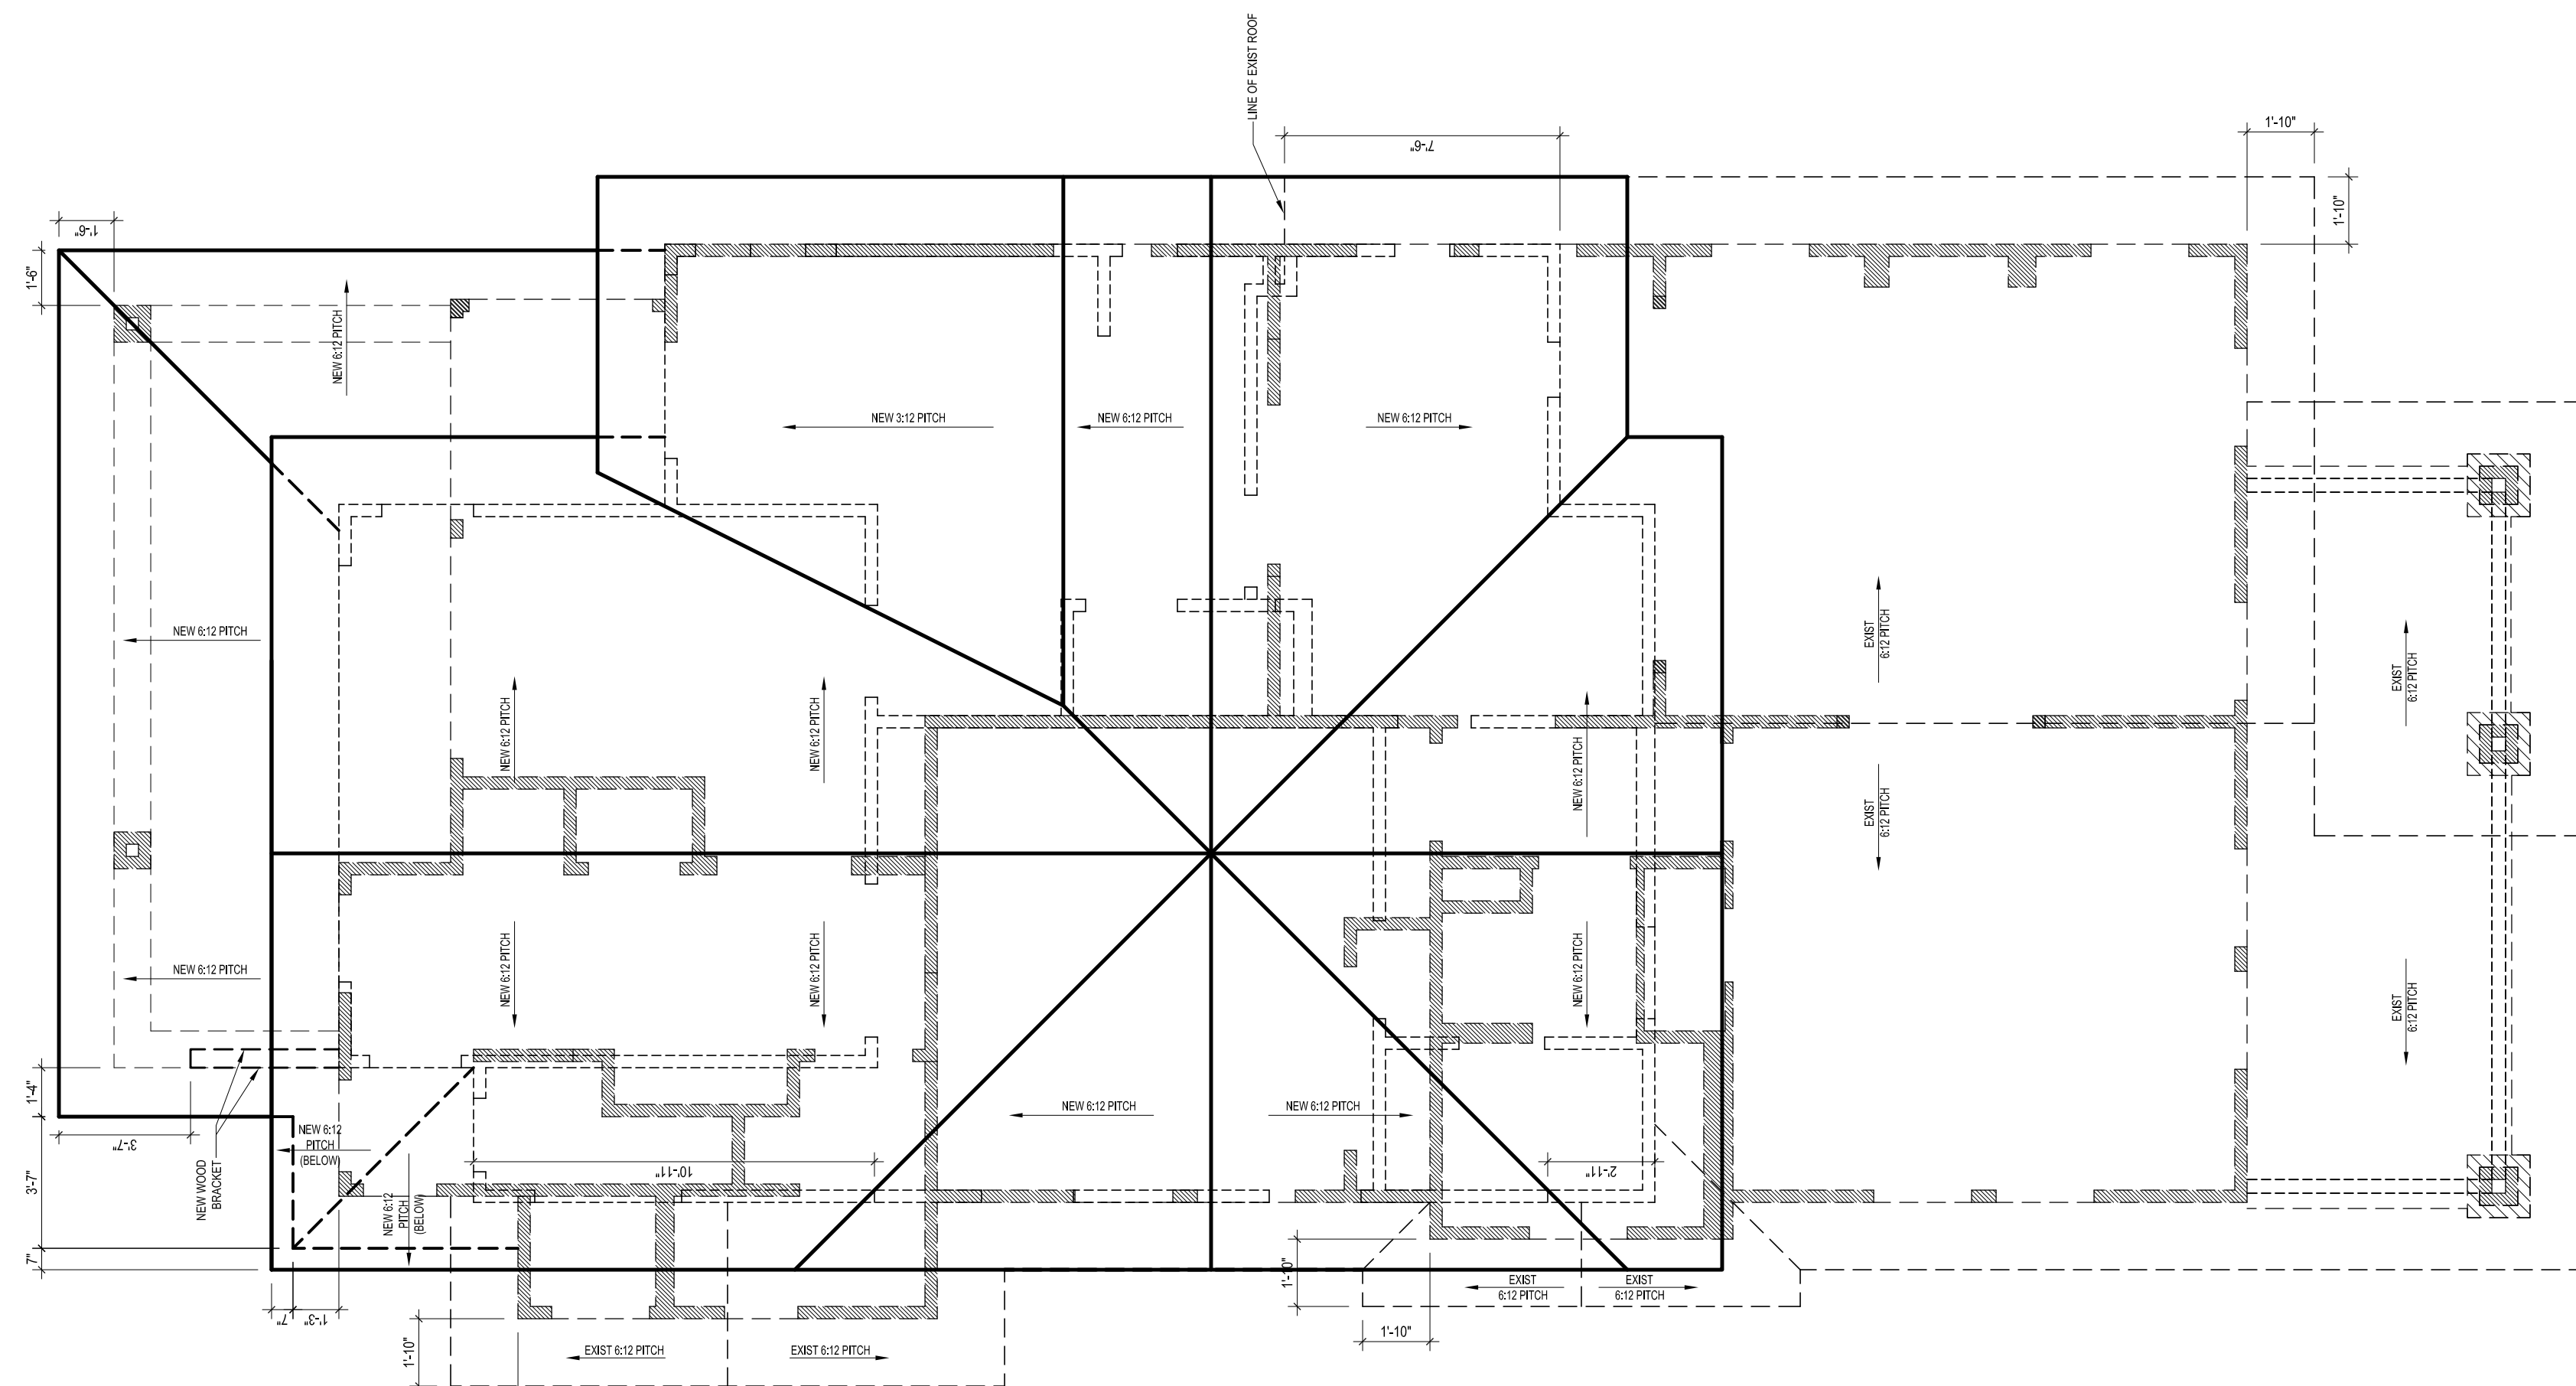 LINE OF EXIST ROOF
1'-10"
7'-6"
1'-10"
1'-6"
1'-6"
NEW 6:12 PITCH
NEW 3:12 PITCH
NEW 6:12 PITCH
NEW 6:12 PITCH
NEW 6:12 PITCH
EXIST
6:12 PITCH
EXIST
6:12 PITCH
NEW 6:12 PITCH
NEW 6:12 PITCH
NEW 6:12 PITCH
EXIST
6:12 PITCH
NEW 6:12 PITCH
NEW 6:12 PITCH
NEW 6:12 PITCH
NEW 6:12 PITCH
EXIST
6:12 PITCH
1'-4"
NEW 6:12 PITCH
NEW 6:12 PITCH
3'-7"
NEW 6:12
PITCH
(BELOW)
3'-7"
NEW WOOD
BRACKET
10'-11"
2'-11"
NEW 6:12
PITCH
(BELOW)
7"
1'-10"
EXIST
6:12 PITCH
EXIST
6:12 PITCH
7"
1'-3"
1'-10"
1'-10"
EXIST 6:12 PITCH
EXIST 6:12 PITCH